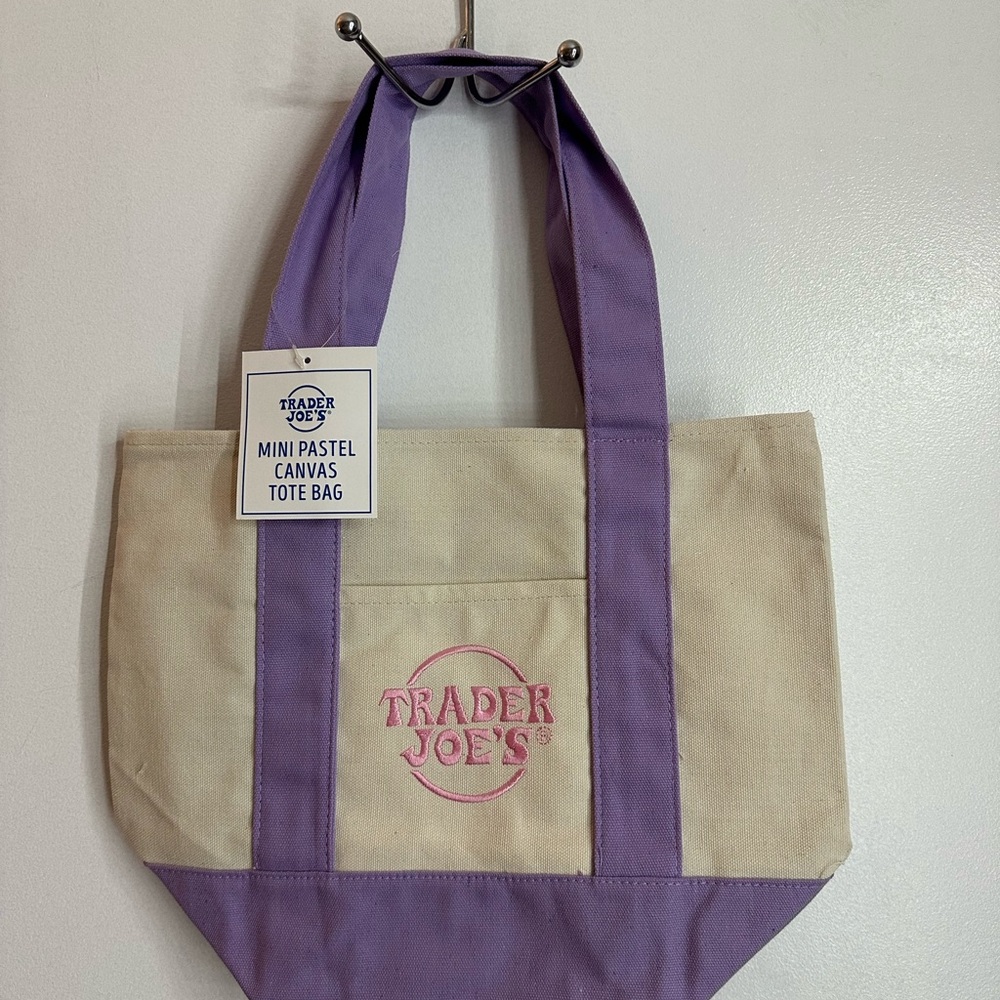 TRADER
JOE'S®
MINI PASTEL
CANVAS
TOTE BAG
TRADER
JOE'S®